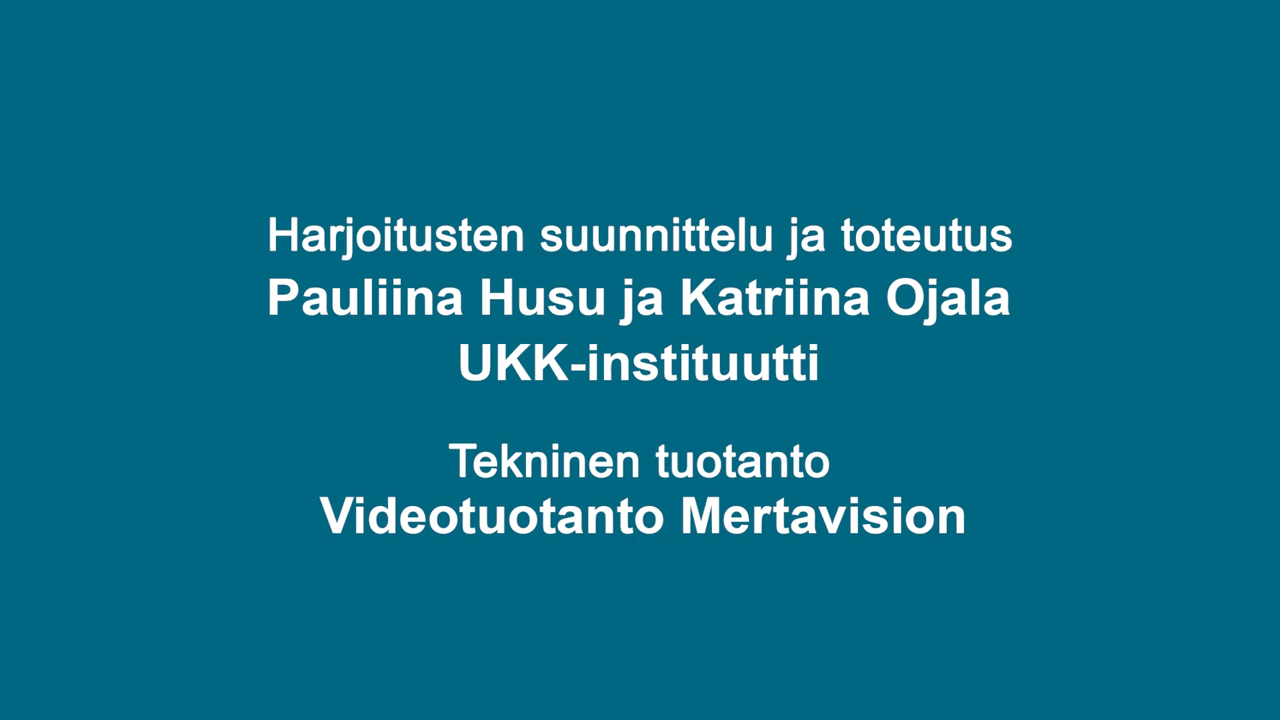 Harjoitusten suunnittelu ja toteutus
Pauliina Husu ja Katriina Ojala
UKK-instituutti
Tekninen tuotanto
Videotuotanto Mertavision